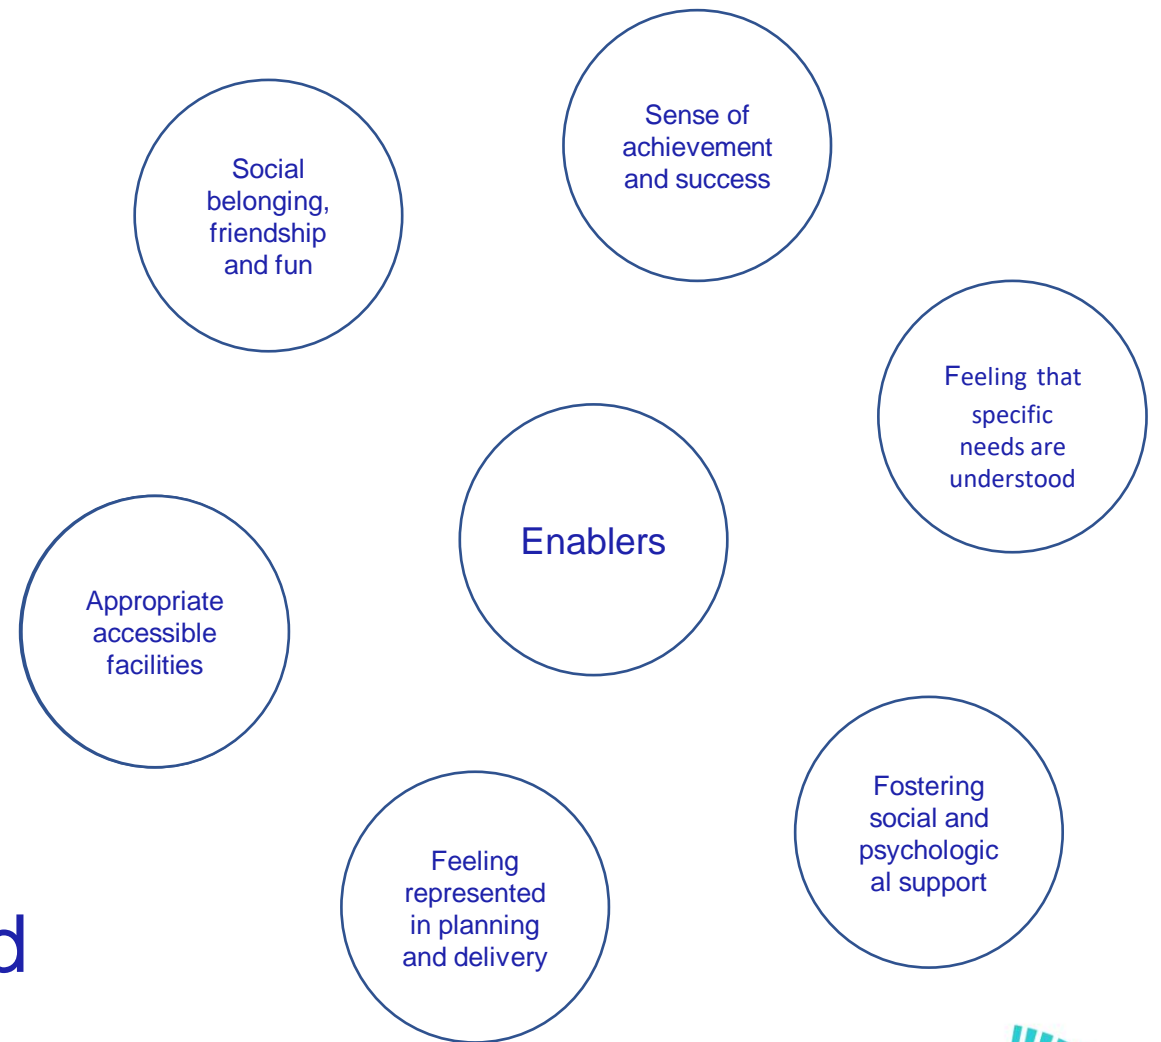 Sense of
achievement
and success
Social
belonging,
friendship
and fun
Feeling that
specific
needs are
understood
Enablers
Appropriate
accessible
facilities
Fostering
social and
psychologic
al support
Feeling
represented
in planning
and delivery
d